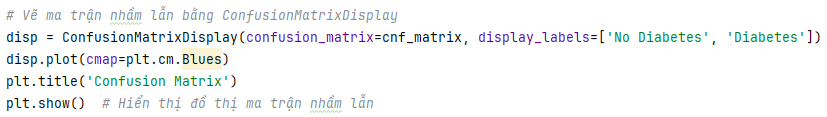 # Vẽ ma trận nhầm lẫn bằng ConfusionMatrixDisplay
disp = ConfusionMatrixDisplay(confusion_matrix=cnf_matrix, display_labels=['No Diabetes', 'Diabetes'])
disp.plot(cmap=plt.cm.Blues)
plt.title('Confusion Matrix')
plt.show()  # Hiển thị đồ thị ma trận nhầm lẫn